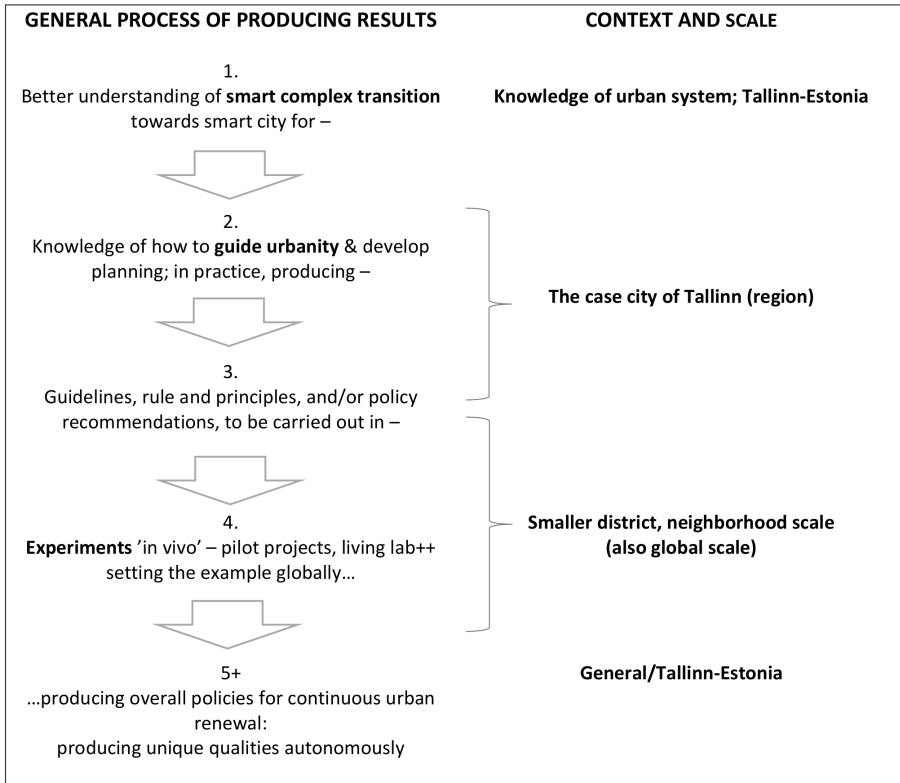 GENERAL PROCESS OF PRODUCING RESULTS
CONTEXT AND SCALE
1.
Better understanding of smart complex transition
towards smart city for –
Knowledge of urban system; Tallinn-Estonia
2.
Knowledge of how to guide urbanity & develop
planning; in practice, producing –
The case city of Tallinn (region)
3.
Guidelines, rule and principles, and/or policy
recommendations, to be carried out in –
4.
Experiments ’in vivo’ – pilot projects, living lab++
setting the example globally…
Smaller district, neighborhood scale
(also global scale)
5+
…producing overall policies for continuous urban
renewal:
producing unique qualities autonomously
General/Tallinn-Estonia